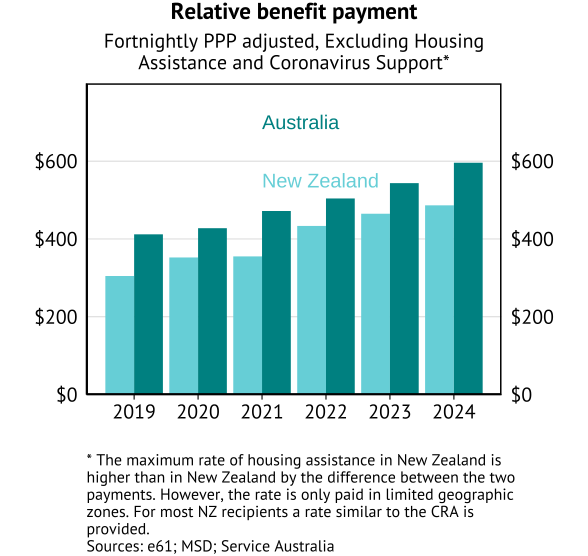 Relative benefit payment
Fortnightly PPP adjusted, Excluding Housing
Assistance and Coronavirus Support*
Australia
New Zealand
$600
$600
$400
$400
$200
$200
$0
$0
2019 2020 2021 2022 2023 2024
* The maximum rate of housing assistance in New Zealand is
higher than in New Zealand by the difference between the two
payments. However, the rate is only paid in limited geographic
zones. For most NZ recipients a rate similar to the CRA is
provided.
Sources: e61; MSD; Service Australia